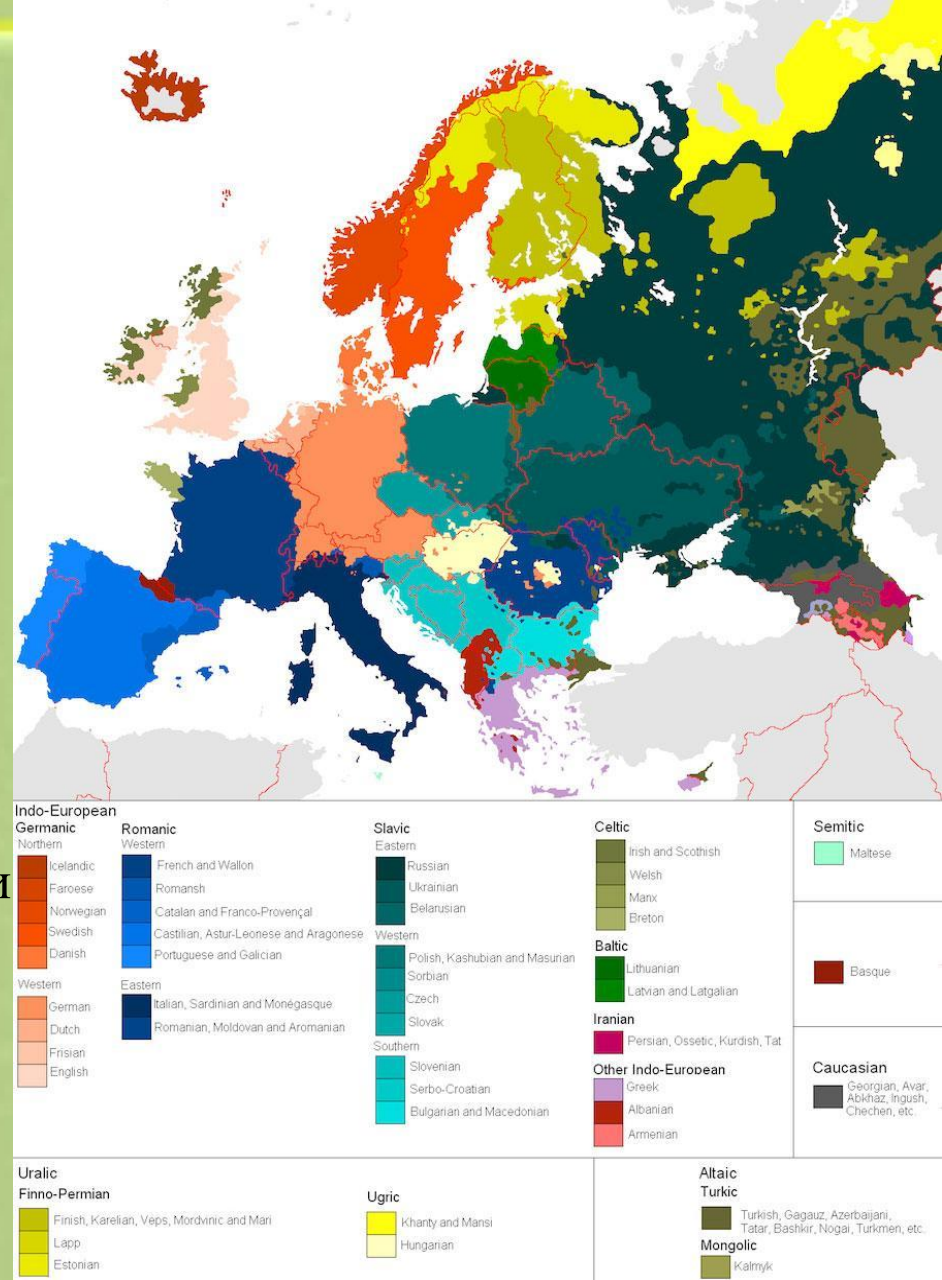 и
Indo-European
Germanic
Northern
Icelandic
Faroese
Norwegian
Swedish
Danish
Western
German
Dutch
Frisian
English
Romanic
Western
French and Wallon
Romansh
Catalan and Franco-Provençal
Castilian, Astur-Leonese and Aragonese
Portuguese and Galician
Eastern
Italian, Sardinian and Monégasque
Romanian, Moldovan and Aromanian
Slavic
Eastern
Russian
Ukrainian
Belarusian
Western
Polish, Kashubian and Masurian
Sorbian
Czech
Slovak
Southern
Slovenian
Serbo-Croatian
Bulgarian and Macedonian
Celtic
Irish and Scothish
Welsh
Manx
Breton
Baltic
Lithuanian
Latvian and Latgalian
Iranian
Persian, Ossetic, Kurdish, Tat
Other Indo-European
Greek
Albanian
Armenian
Semitic
Maltese
Basque
Caucasian
Georgian, Avar,
Abkhaz, Ingush,
Chechen, etc.
Uralic
Finno-Permian
Finish, Karelian, Veps, Mordvinic and Mari
Lapp
Estonian
Ugric
Khanty and Mansi
Hungarian
Altaic
Turkic
Turkish, Gagauz, Azerbaijani,
Tatar, Bashkir, Nogai, Turkmen, etc.
Mongolic
Kalmyk